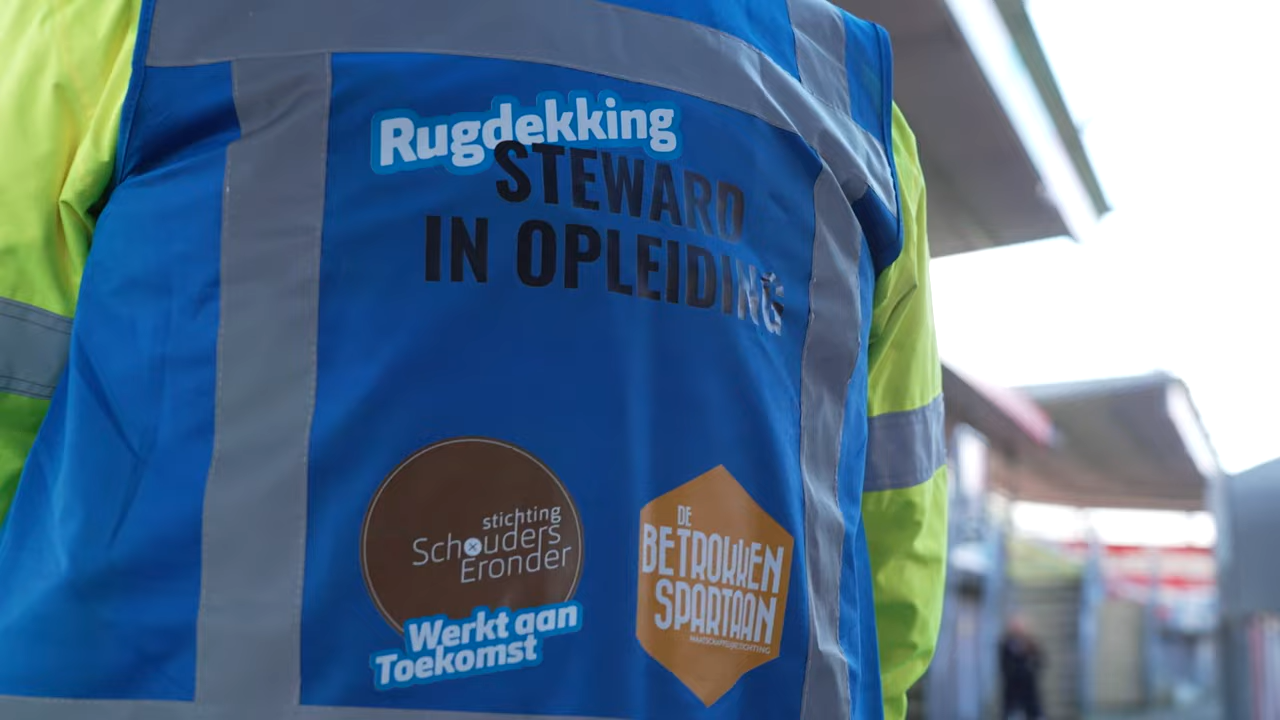 Rugdekking
STEWARD
IN OPLEIDING
stichting
Schouders
Eronder
Werkt aan
Toekomst
DE
BETROKKEN
SPARTAAN